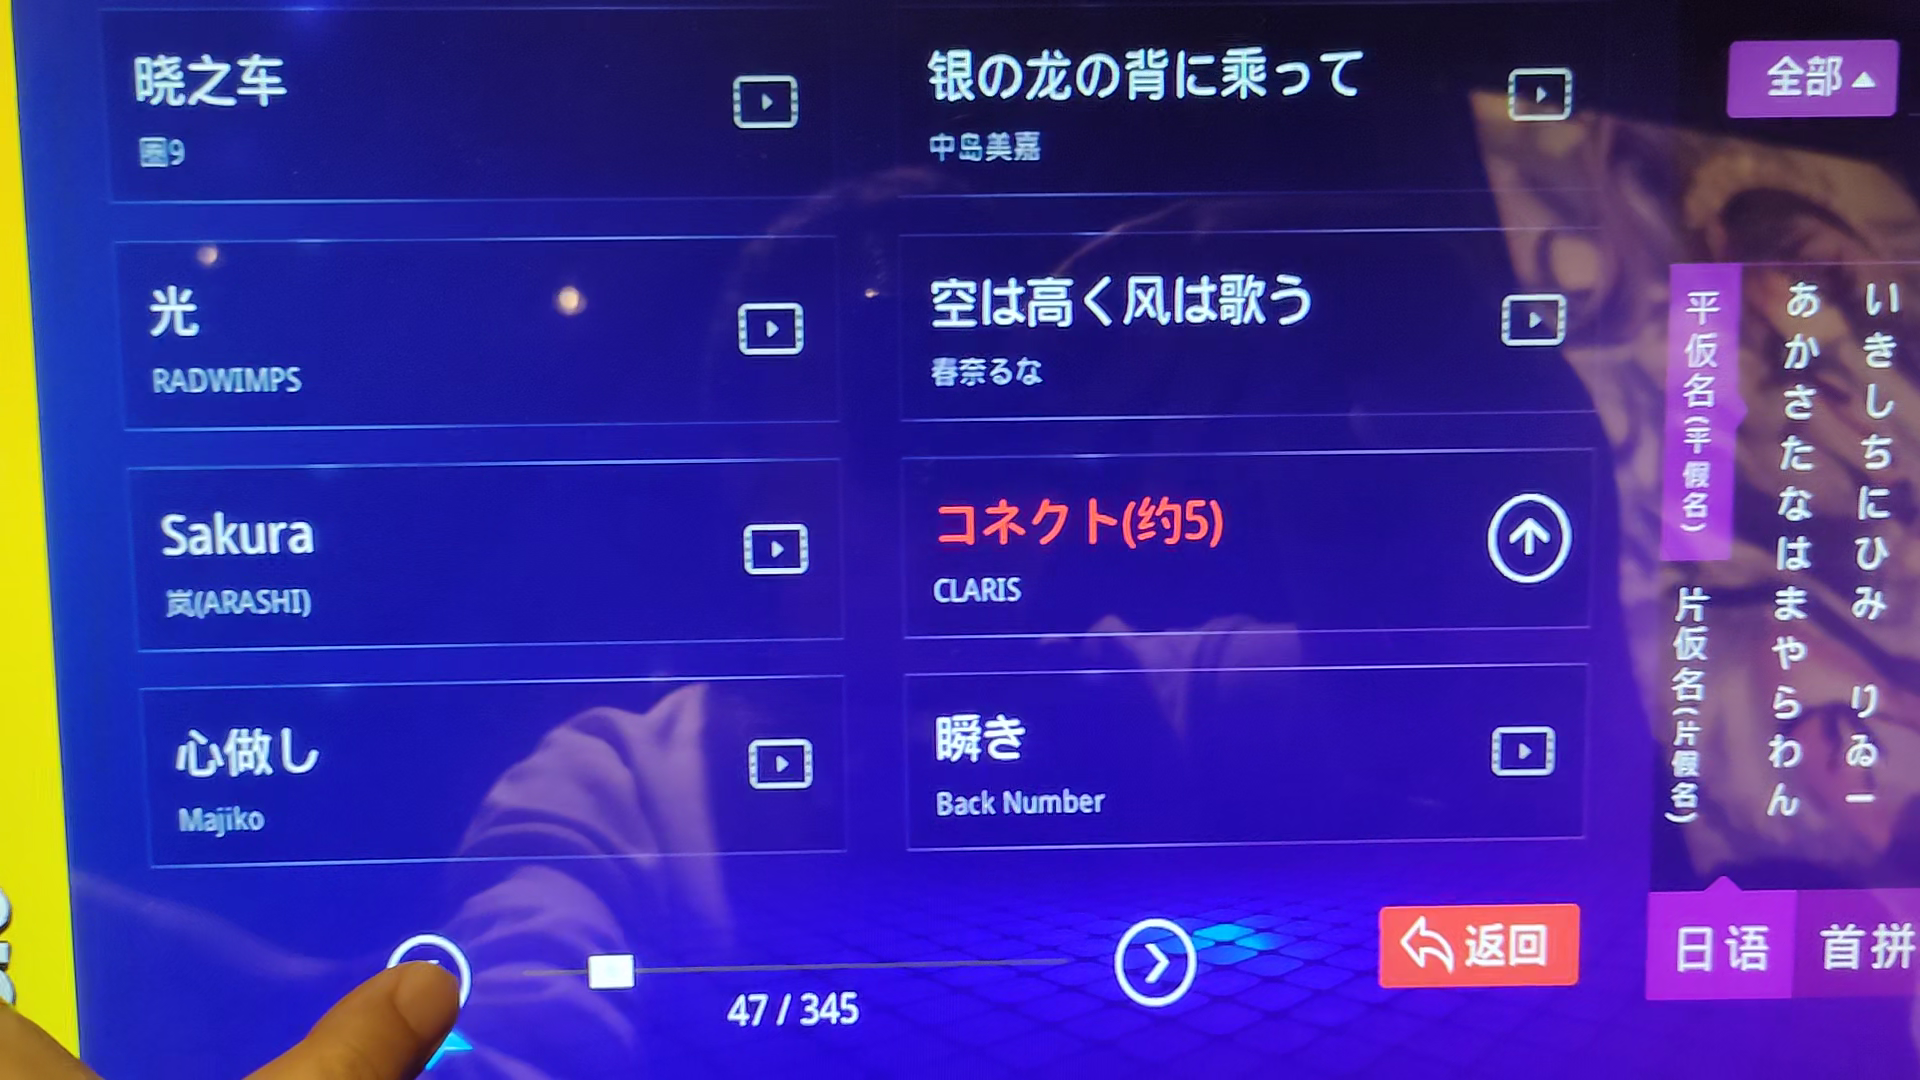 晓之车
圈9
银の龙の背に乘って
中岛美嘉
全部
光
RADWIMPS
空は高く风は歌う
春奈るな
Sakura
岚(ARASHI)
コネクト(约5)
CLARIS
心做し
Majiko
瞬き
Back Number
平仮名(平假名)
片仮名(片假名)
あかさたなはまやらわん
いきしちにひみ りゐー
47 / 345
返回
日语
首拼